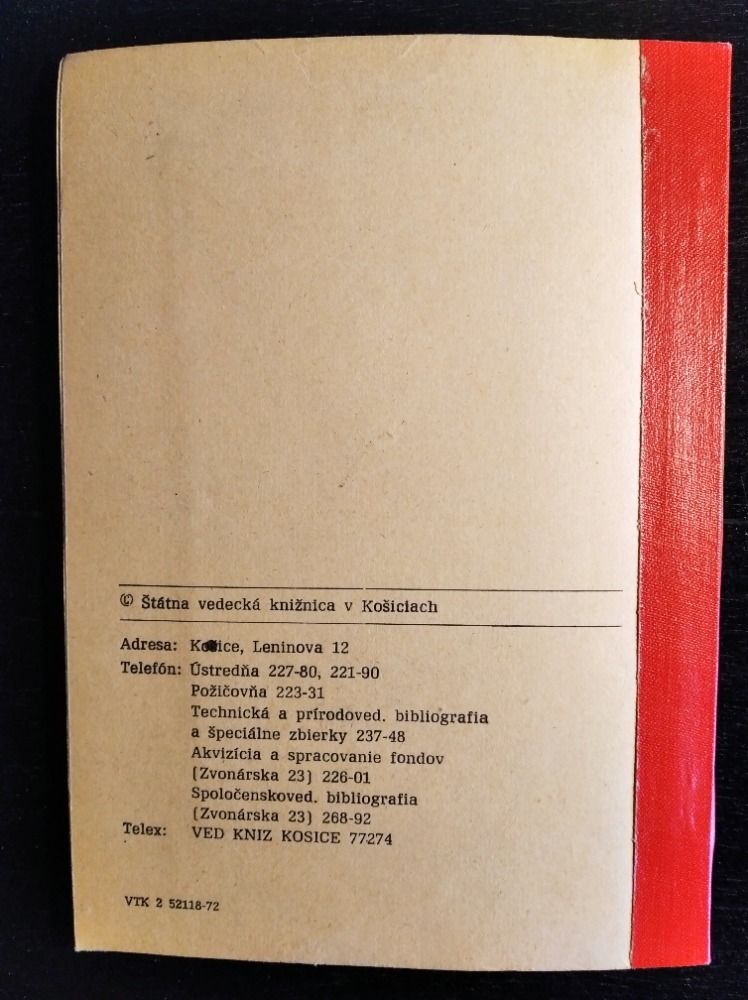 © Štátna vedecká knižnica v Košiciach
Adresa: Košice, Leninova 12
Telefón: Ústredňa 227-80, 221-90
Požičovňa 223-31
Technická a prírodoved. bibliografia
a špeciálne zbierky 237-48
Akvizícia a spracovanie fondov
(Zvonárska 23) 226-01
Spoločenskoved. bibliografia
(Zvonárska 23) 268-92
Telex: VED KNIZ KOSICE 77274
VTK 2 52118-72